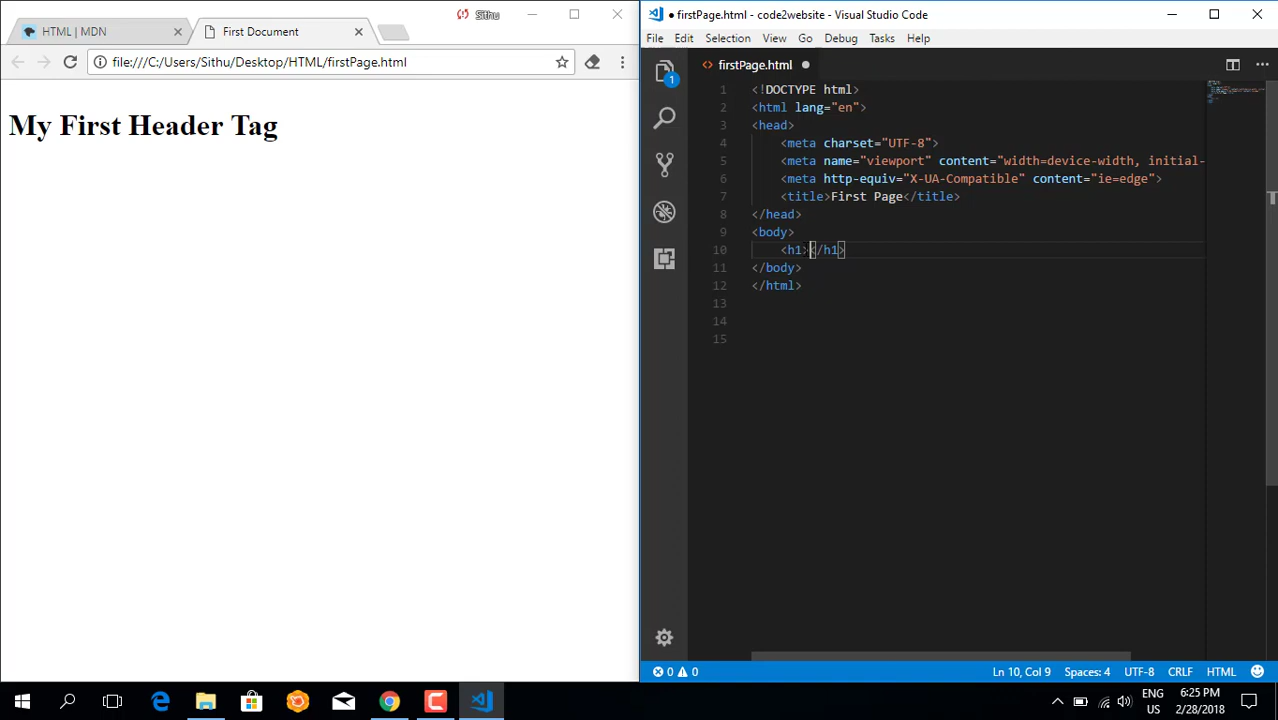 HTML | MDN
First Document
Sithu
file:///C:/Users/Sithu/Desktop/HTML/firstPage.html
My First Header Tag
● firstPage.html - code2website - Visual Studio Code
File Edit Selection View Go Debug Tasks Help
firstPage.html
1
1 <!DOCTYPE html>
2 <html lang="en">
3 <head>
4 <meta charset="UTF-8">
5 <meta name="viewport" content="width=device-width, initial-
6 <meta http-equiv="X-UA-Compatible" content="ie=edge">
7 <title>First Page</title>
8 </head>
9 <body>
10 <h1></h1>
11 </body>
12 </html>
13
14
15
0 0 Ln 10, Col 9 Spaces: 4 UTF-8 CRLF HTML
ENG US
6:25 PM
2/28/2018